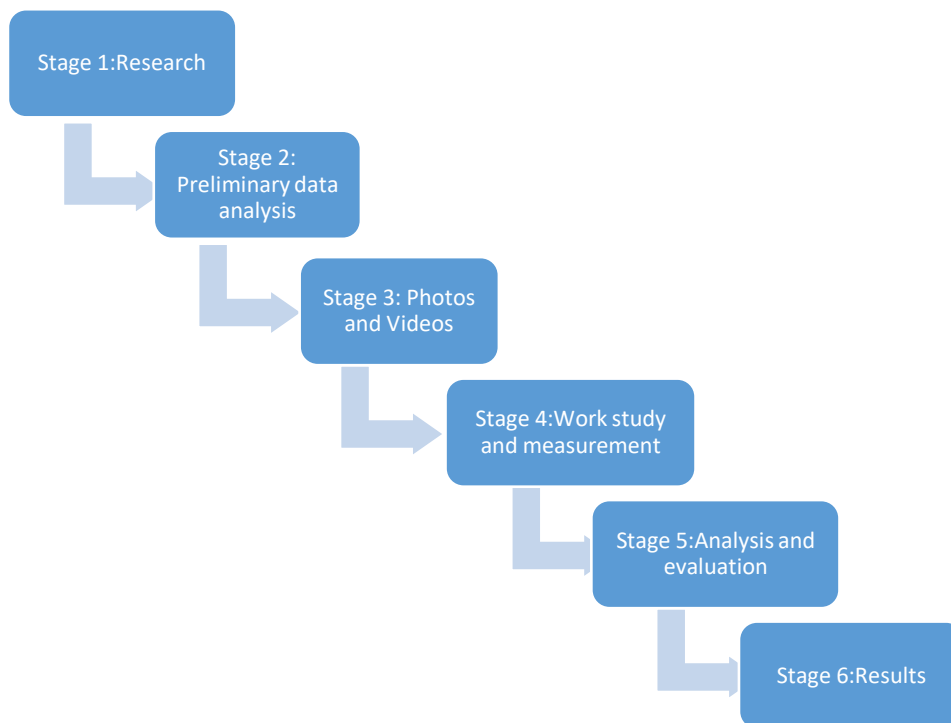 Stage 1:Research
Stage 2:
Preliminary data
analysis
Stage 3: Photos
and Videos
Stage 4:Work study
and measurement
Stage 5:Analysis and
evaluation
Stage 6:Results